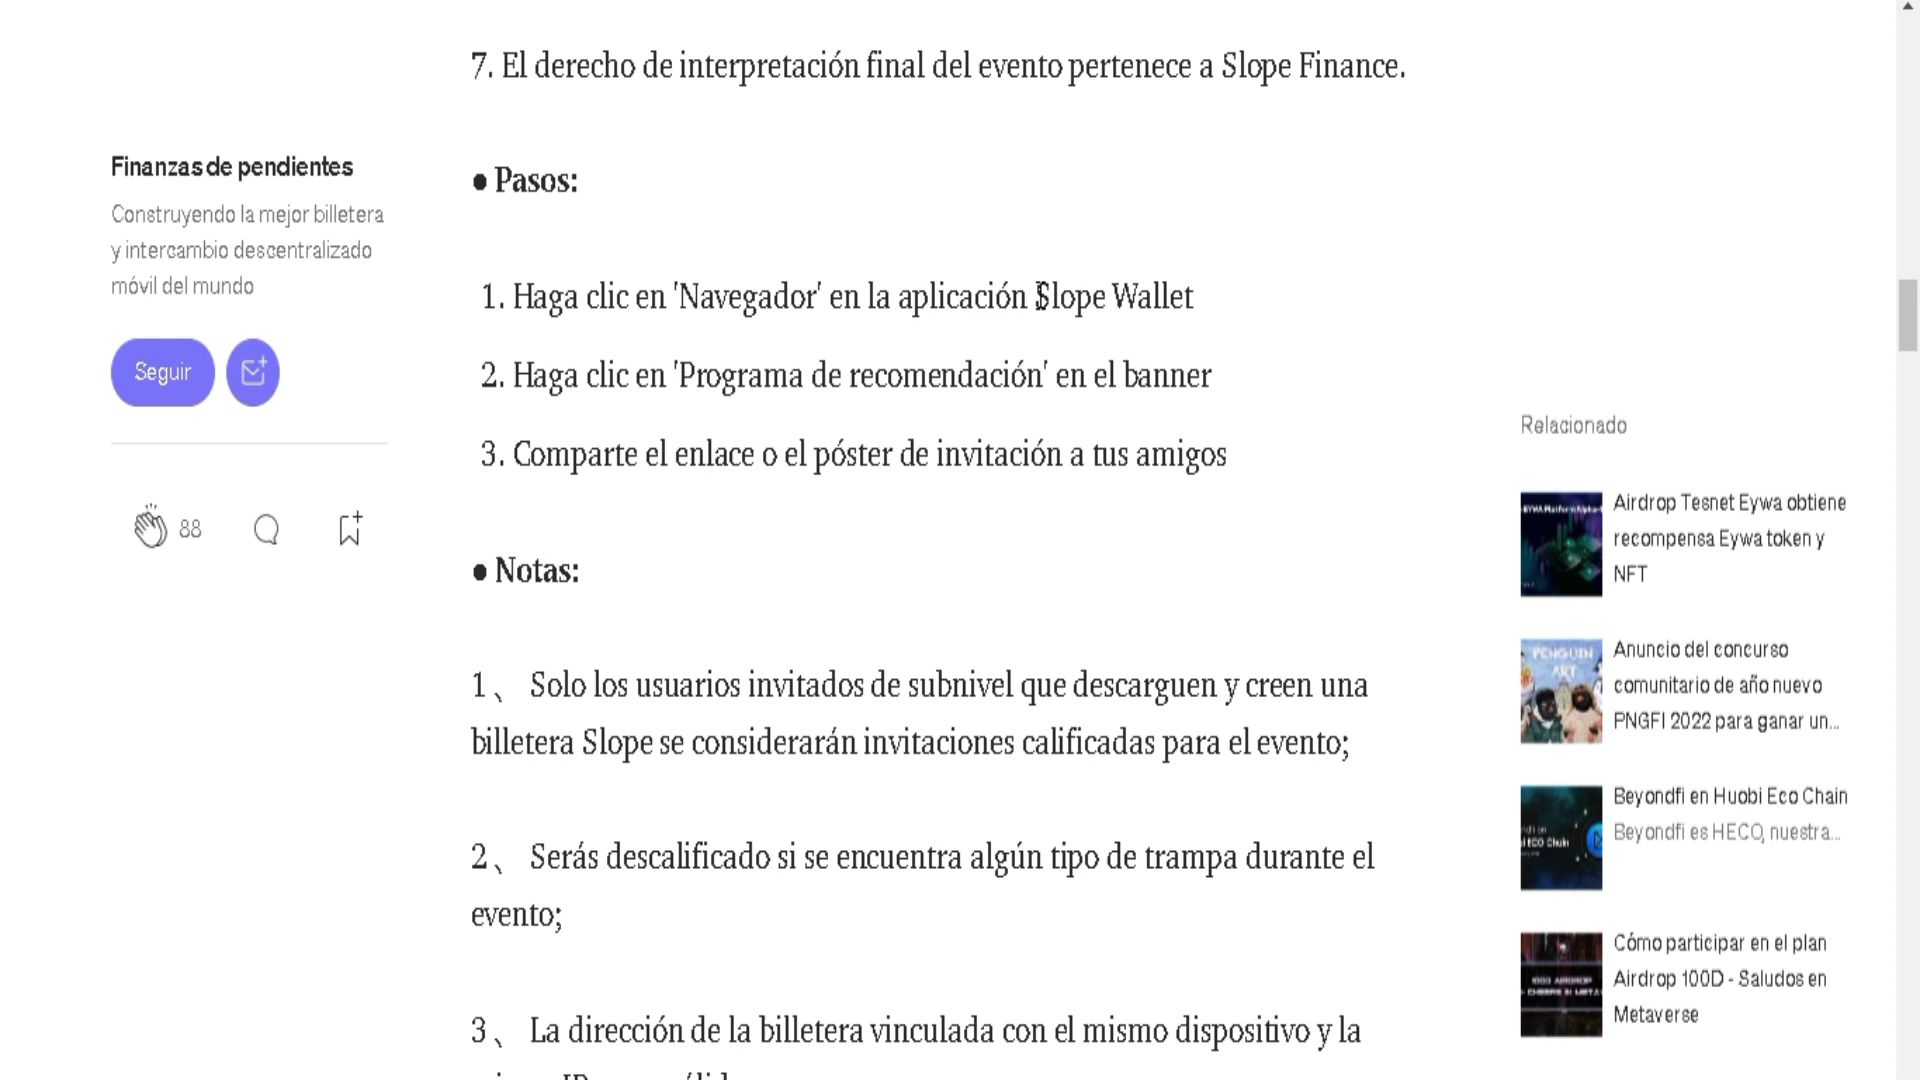 7. El derecho de interpretación final del evento pertenece a Slope Finance.
Finanzas de pendientes
Construyendo la mejor billetera
y intercambio descentralizado
móvil del mundo
Seguir
88
● Pasos:
1. Haga clic en 'Navegador' en la aplicación Slope Wallet
2. Haga clic en 'Programa de recomendación' en el banner
3. Comparte el enlace o el póster de invitación a tus amigos
● Notas:
1、 Solo los usuarios invitados de subnivel que descarguen y creen una
billetera Slope se considerarán invitaciones calificadas para el evento;
2、 Serás descalificado si se encuentra algún tipo de trampa durante el
evento;
3、 La dirección de la billetera vinculada con el mismo dispositivo y la
Relacionado
Airdrop Tesnet Eywa obtiene
recompensa Eywa token y
NFT
PENGUIN
ART
Anuncio del concurso
comunitario de año nuevo
PNGFI 2022 para ganar un...
ECO Chain
Beyondfi en Huobi Eco Chain
Beyondfi es HECO, nuestra...
Cómo participar en el plan
Airdrop 100D - Saludos en
Metaverse